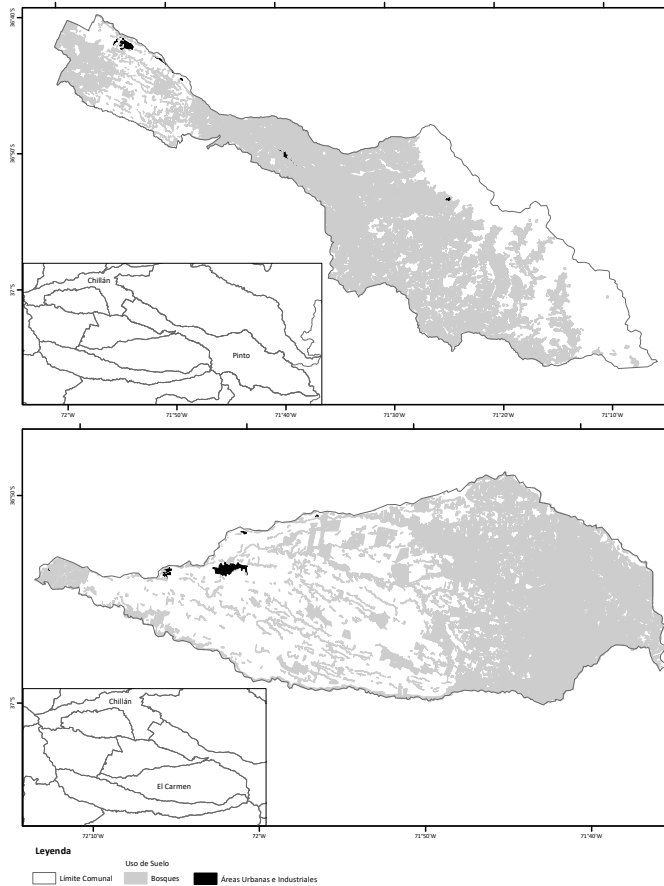 36°40'S
36°50'S
37°S
Chillán
Pinto
72°W
71°50'W
71°40'W
71°30'W
71°20'W
71°10'W
36°50'S
37°S
Chillán
El Carmen
72°10'W
72°W
71°50'W
71°40'W
Leyenda
Uso de Suelo
Límite Comunal
Bosques
Áreas Urbanas e Industriales